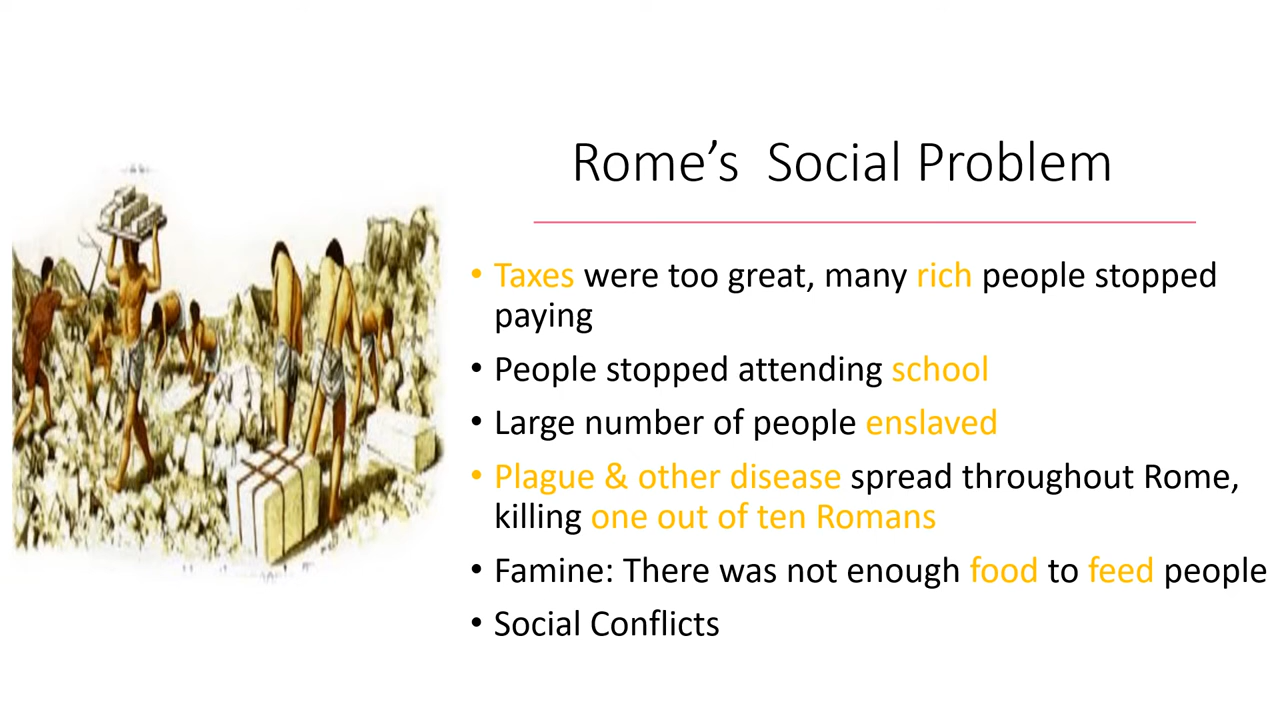 Rome’s  Social Problem
• Taxes were too great, many rich people stopped
paying
• People stopped attending school
• Large number of people enslaved
• Plague & other disease spread throughout Rome,
killing one out of ten Romans
• Famine: There was not enough food to feed people
• Social Conflicts